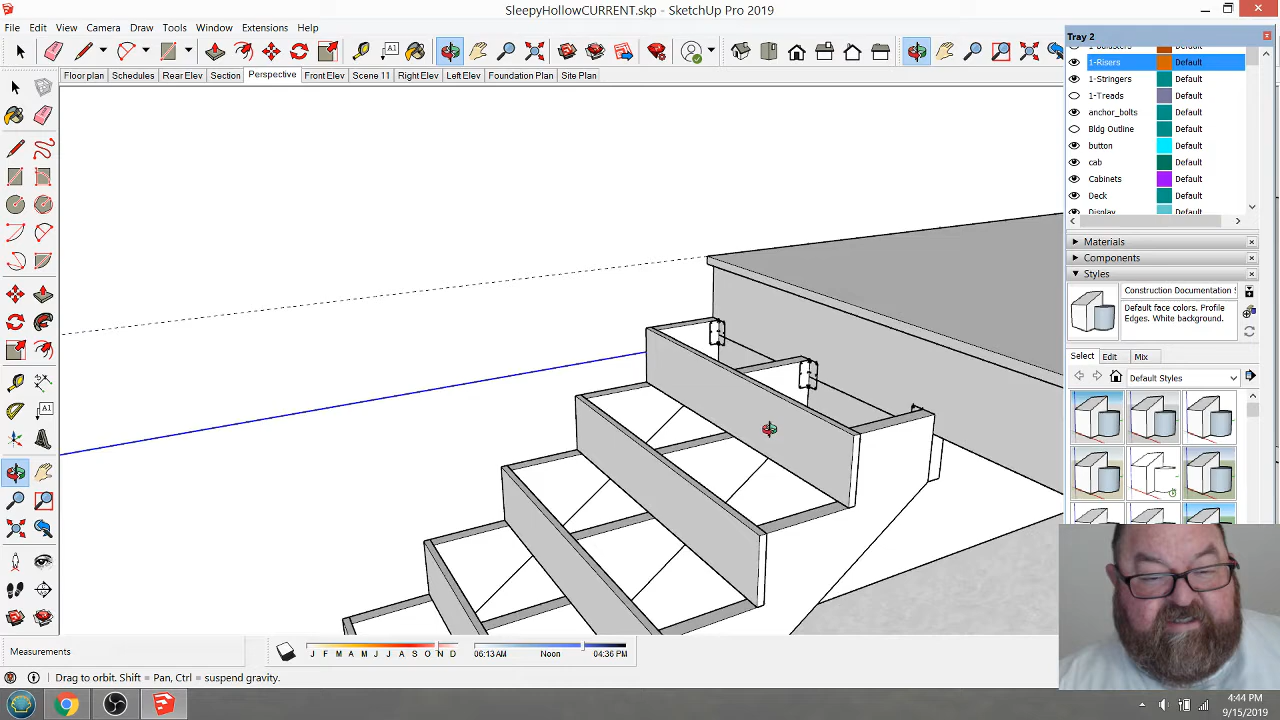 SleepyHollowCURRENT.skp - SketchUp Pro 2019
File Edit View Camera Draw Tools Window Extensions Help
Tray 2
Floor plan Schedules Rear Elev Section Perspective Front Elev Scene 11 Right Elev Left Elev Foundation Plan Site Plan
1-Risers Default
1-Stringers Default
1-Treads Default
anchor_bolts Default
Bldg Outline Default
button Default
cab Default
Cabinets Default
Deck Default
Display Default
Materials
Components
Styles
Construction Documentation
Default face colors. Profile
Edges. White background.
Select Edit Mix
Default Styles
Measurements
J F M A M J J A S O N D
06:13 AM Noon 04:36 PM
Drag to orbit. Shift = Pan, Ctrl = suspend gravity.
4:44 PM
9/15/2019